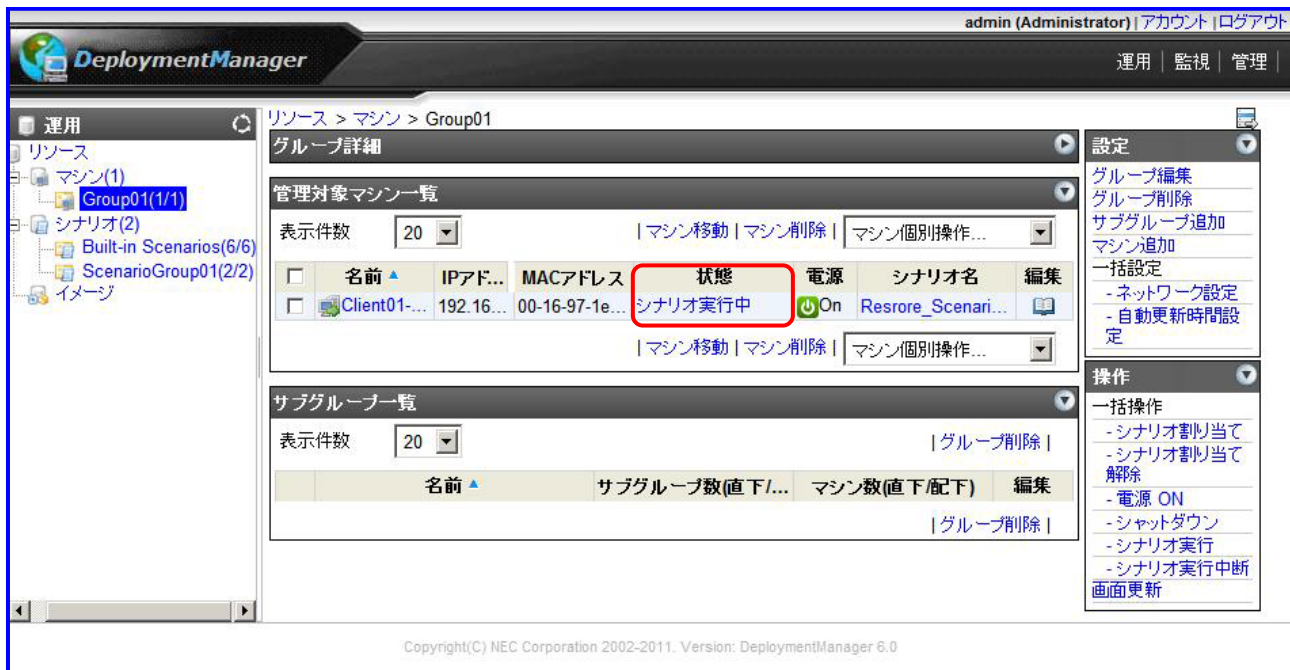 admin (Administrator) | アカウント | ログアウト
DeploymentManager
運用 | 監視 | 管理 |
運用
リソース
マシン(1)
Group01(1/1)
シナリオ(2)
Built-in Scenarios(6/6)
ScenarioGroup01(2/2)
イメージ
リソース > マシン > Group01
グループ詳細
管理対象マシン一覧
表示件数 20 | マシン移動 | マシン削除 | マシン個別操作...
名前 IPアド... MACアドレス 状態 電源 シナリオ名 編集
Client01-... 192.16... 00-16-97-1e... シナリオ実行中 On Resrore_Scenari...
| マシン移動 | マシン削除 | マシン個別操作...
サブグループ一覧
表示件数 20 | グループ削除 |
名前 サブグループ数(直下/... マシン数(直下/配下) 編集
| グループ削除 |
設定
グループ編集
グループ削除
サブグループ追加
マシン追加
一括設定
- ネットワーク設定
- 自動更新時間設
定
操作
一括操作
- シナリオ割り当て
- シナリオ割り当て
解除
- 電源 ON
- シャットダウン
- シナリオ実行
- シナリオ実行中断
画面更新
Copyright(C) NEC Corporation 2002-2011. Version: DeploymentManager 6.0